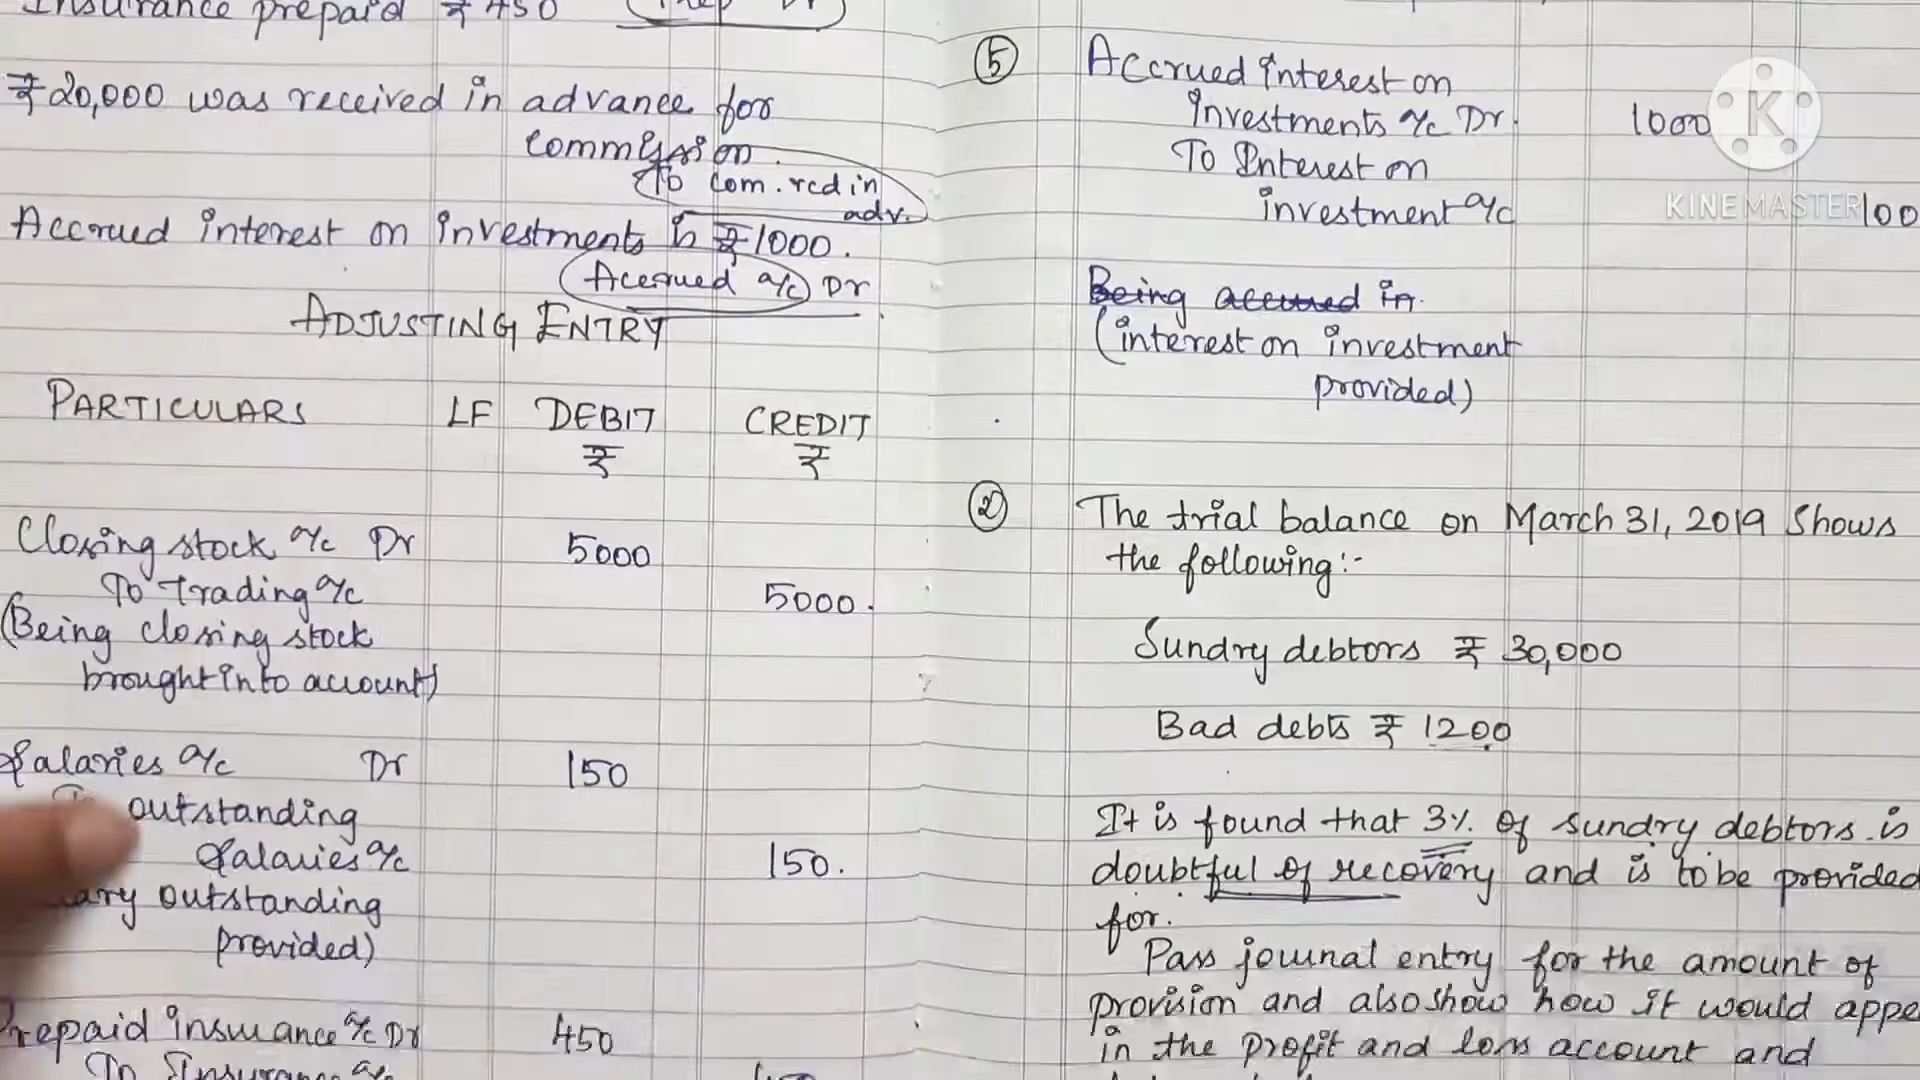 Insurance prepaid ₹ 450
₹20,000 was received in advance for
commission.
To com. rcd in
adv.
Accrued interest on investments is ₹1000.
Accrued a/c Dr
ADJUSTING ENTRY
PARTICULARS LF DEBIT CREDIT
₹ ₹
Closing stock a/c Dr 5000
To trading a/c 5000.
(Being closing stock
brought into account)
Salaries a/c Dr 150
To outstanding
Salaries a/c 150.
outstanding
provided)
Prepaid insurance a/c Dr 450
To Insurance a/c
5 Accrued interest on
investments a/c Dr. 1000
To Interest on
investment a/c 100
KINEMASTER
K
Being accrued in.
(interest on investment
provided)
2 The trial balance on March 31, 2019 shows
the following:-
Sundry debtors ₹ 30,000
Bad debts ₹ 1200
It is found that 3% of sundry debtors is
doubtful of recovery and is to be provided
for.
Pass journal entry for the amount of
provision and also show how it would appe
in the profit and loss account and